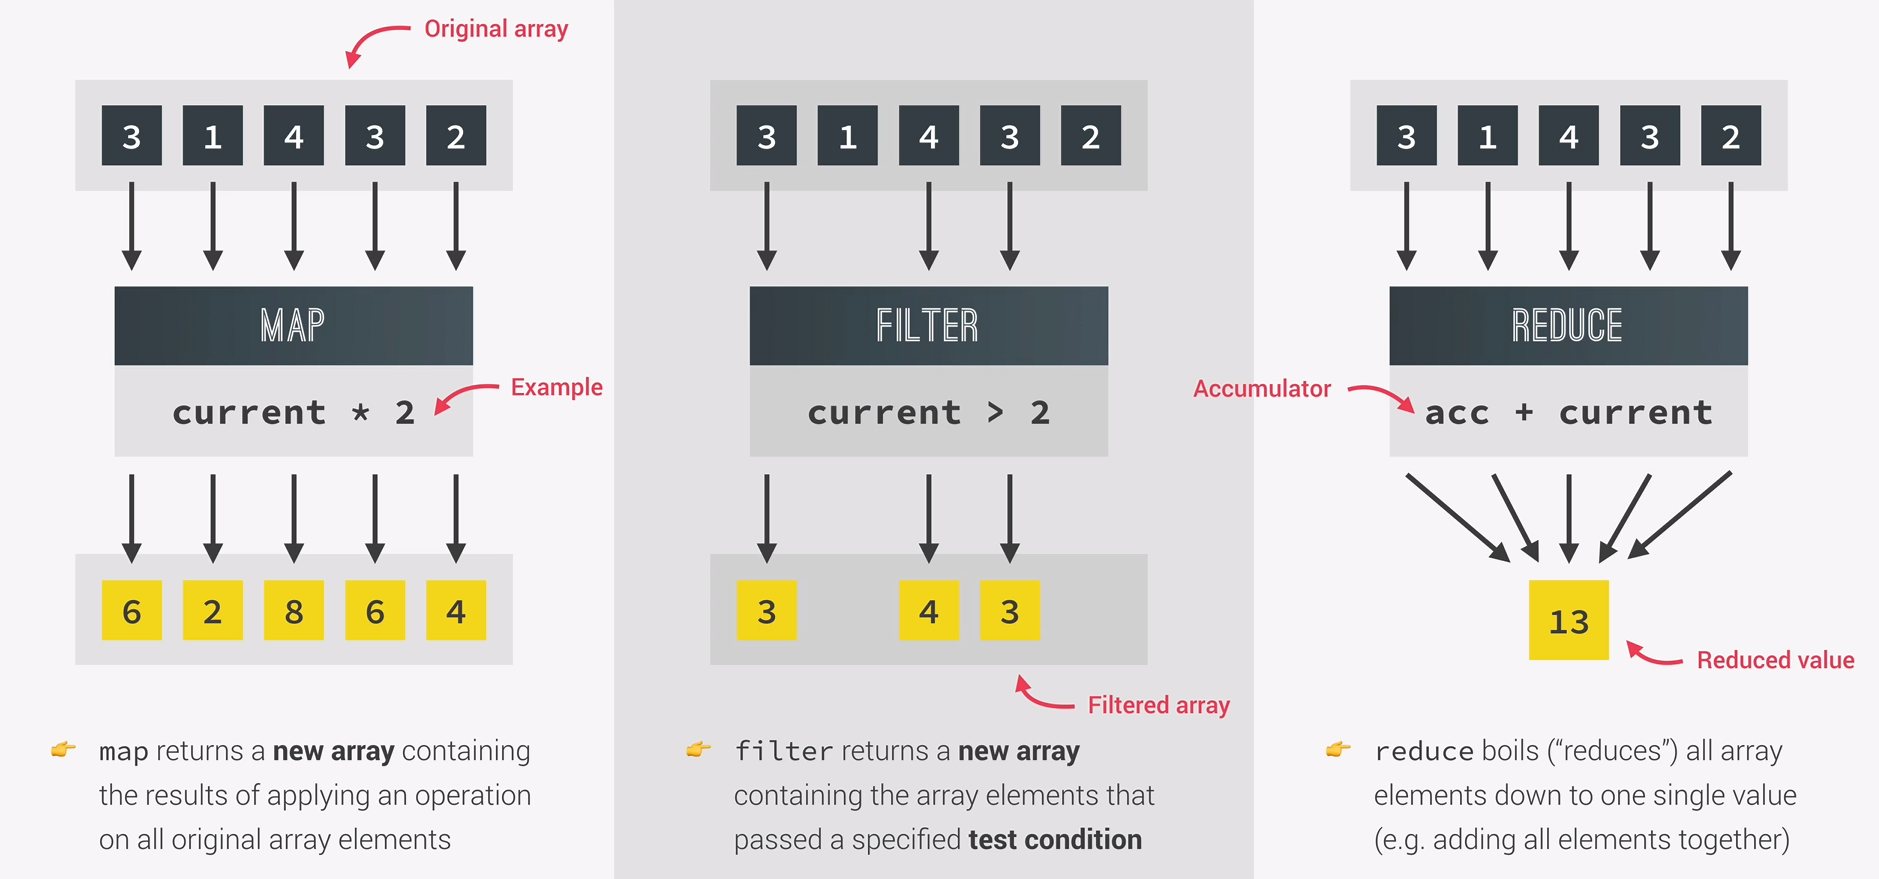 Original array
3 1 4 3 2
MAP
current * 2
Example
6 2 8 6 4
👉 map returns a new array containing
the results of applying an operation
on all original array elements
3 1 4 3 2
FILTER
current > 2
3 4 3
Filtered array
👉 filter returns a new array
containing the array elements that
passed a specified test condition
3 1 4 3 2
REDUCE
Accumulator
acc + current
13
Reduced value
👉 reduce boils (“reduces”) all array
elements down to one single value
(e.g. adding all elements together)